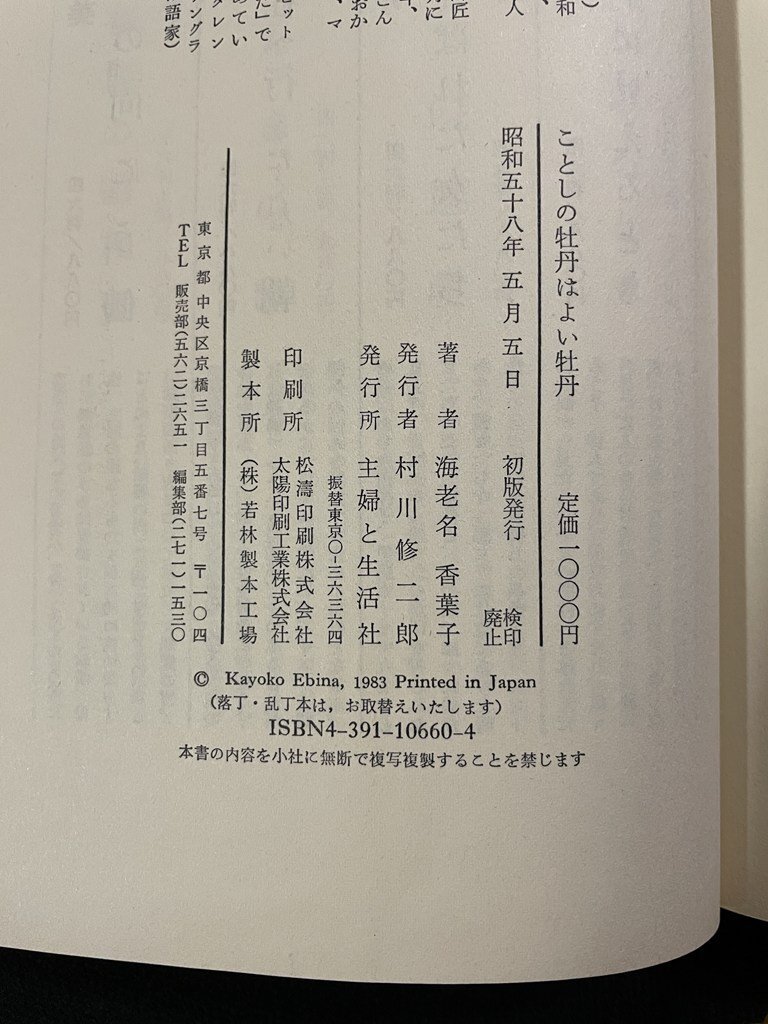 ことしの牡丹はよい牡丹　定価一〇〇〇円
昭和五十八年　五月五日　初版発行　検印
廃止
著者　海老名　香葉子
発行者　村川　修二郎
発行所　主婦と生活社
振替東京〇−三六三六四
印刷所　松濤印刷株式会社
太陽印刷工業株式会社
製本所　（株）若林製本工場
東京都中央区京橋三丁目五番七号　〒一〇四
TEL　販売部(五六二)二六五一　編集部(二七一)一五三〇
© Kayoko Ebina, 1983 Printed in Japan
（落丁・乱丁本は，お取替えいたします）
ISBN4-391-10660-4
本書の内容を小社に無断で複写複製することを禁じます